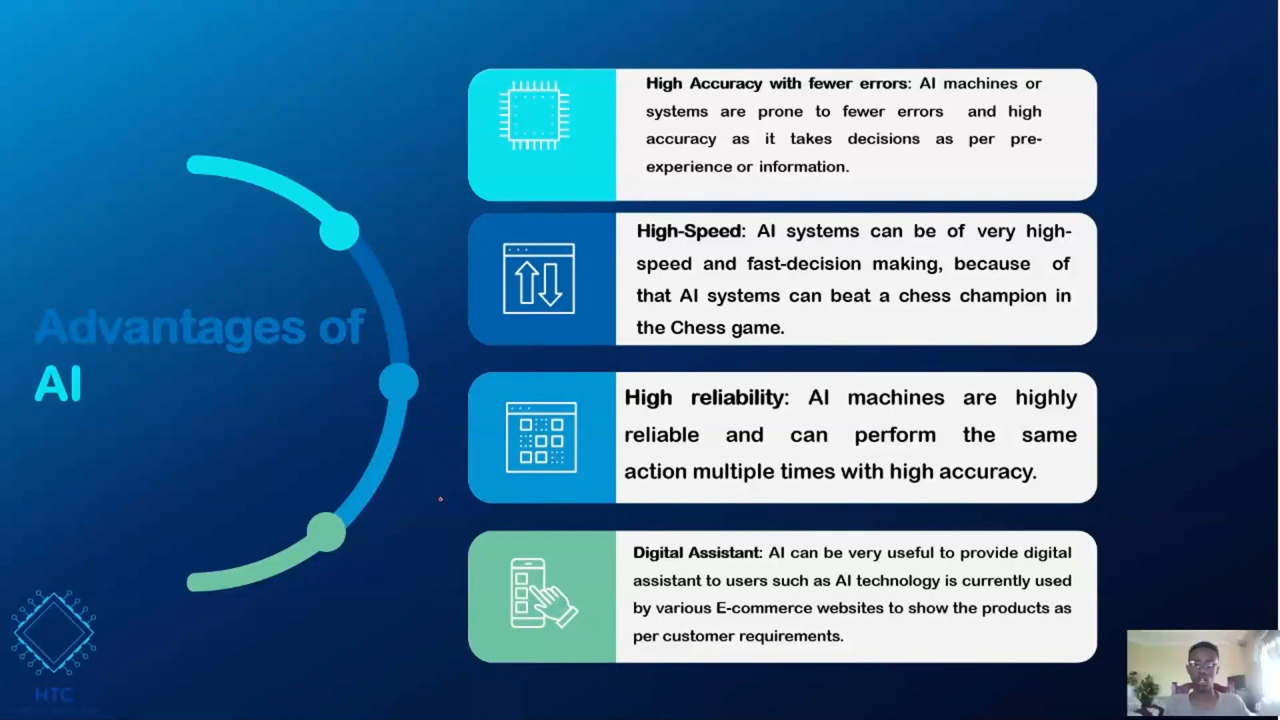 Advantages of
AI
High Accuracy with fewer errors: AI machines or
systems are prone to fewer errors and high
accuracy as it takes decisions as per pre-
experience or information.
High-Speed: AI systems can be of very high-
speed and fast-decision making, because of
that AI systems can beat a chess champion in
the Chess game.
High reliability: AI machines are highly
reliable and can perform the same
action multiple times with high accuracy.
Digital Assistant: AI can be very useful to provide digital
assistant to users such as AI technology is currently used
by various E-commerce websites to show the products as
per customer requirements.
HTC